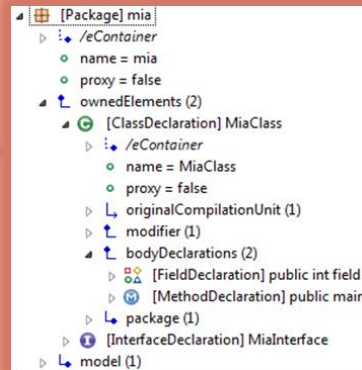 [Package] mia
/eContainer
name = mia
proxy = false
ownedElements (2)
[ClassDeclaration] MiaClass
/eContainer
name = MiaClass
proxy = false
originalCompilationUnit (1)
modifier (1)
bodyDeclarations (2)
[FieldDeclaration] public int field
[MethodDeclaration] public main
package (1)
[InterfaceDeclaration] MiaInterface
model (1)